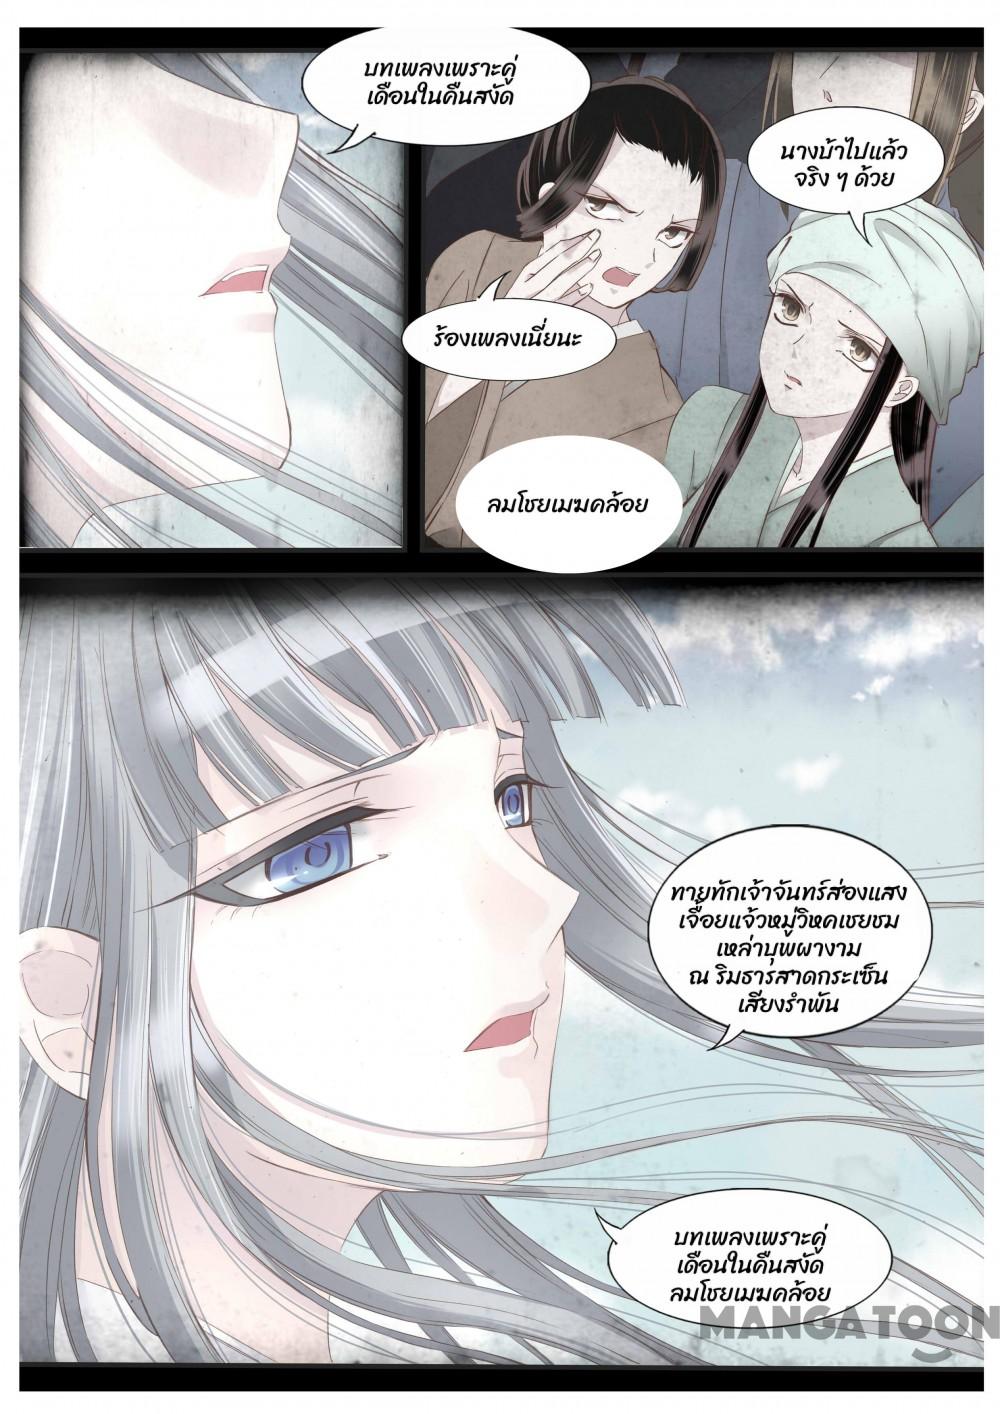 บทเพลงเพราะคู่
เดือนในคืนสงัด
นางบ้าไปแล้ว
จริง ๆ ด้วย
ร้องเพลงเนี่ยนะ
ลมโชยเมฆคล้อย
ทายทักเจ้าจันทร์ส่องแสง
เจื้อยแจ้วหมู่วิหคเชยชม
เหล่าบุพผางาม
ณ ริมธารสาดกระเซ็น
เสียงรำพัน
บทเพลงเพราะคู่
เดือนในคืนสงัด
ลมโชยเมฆคล้อย
MANGATOON